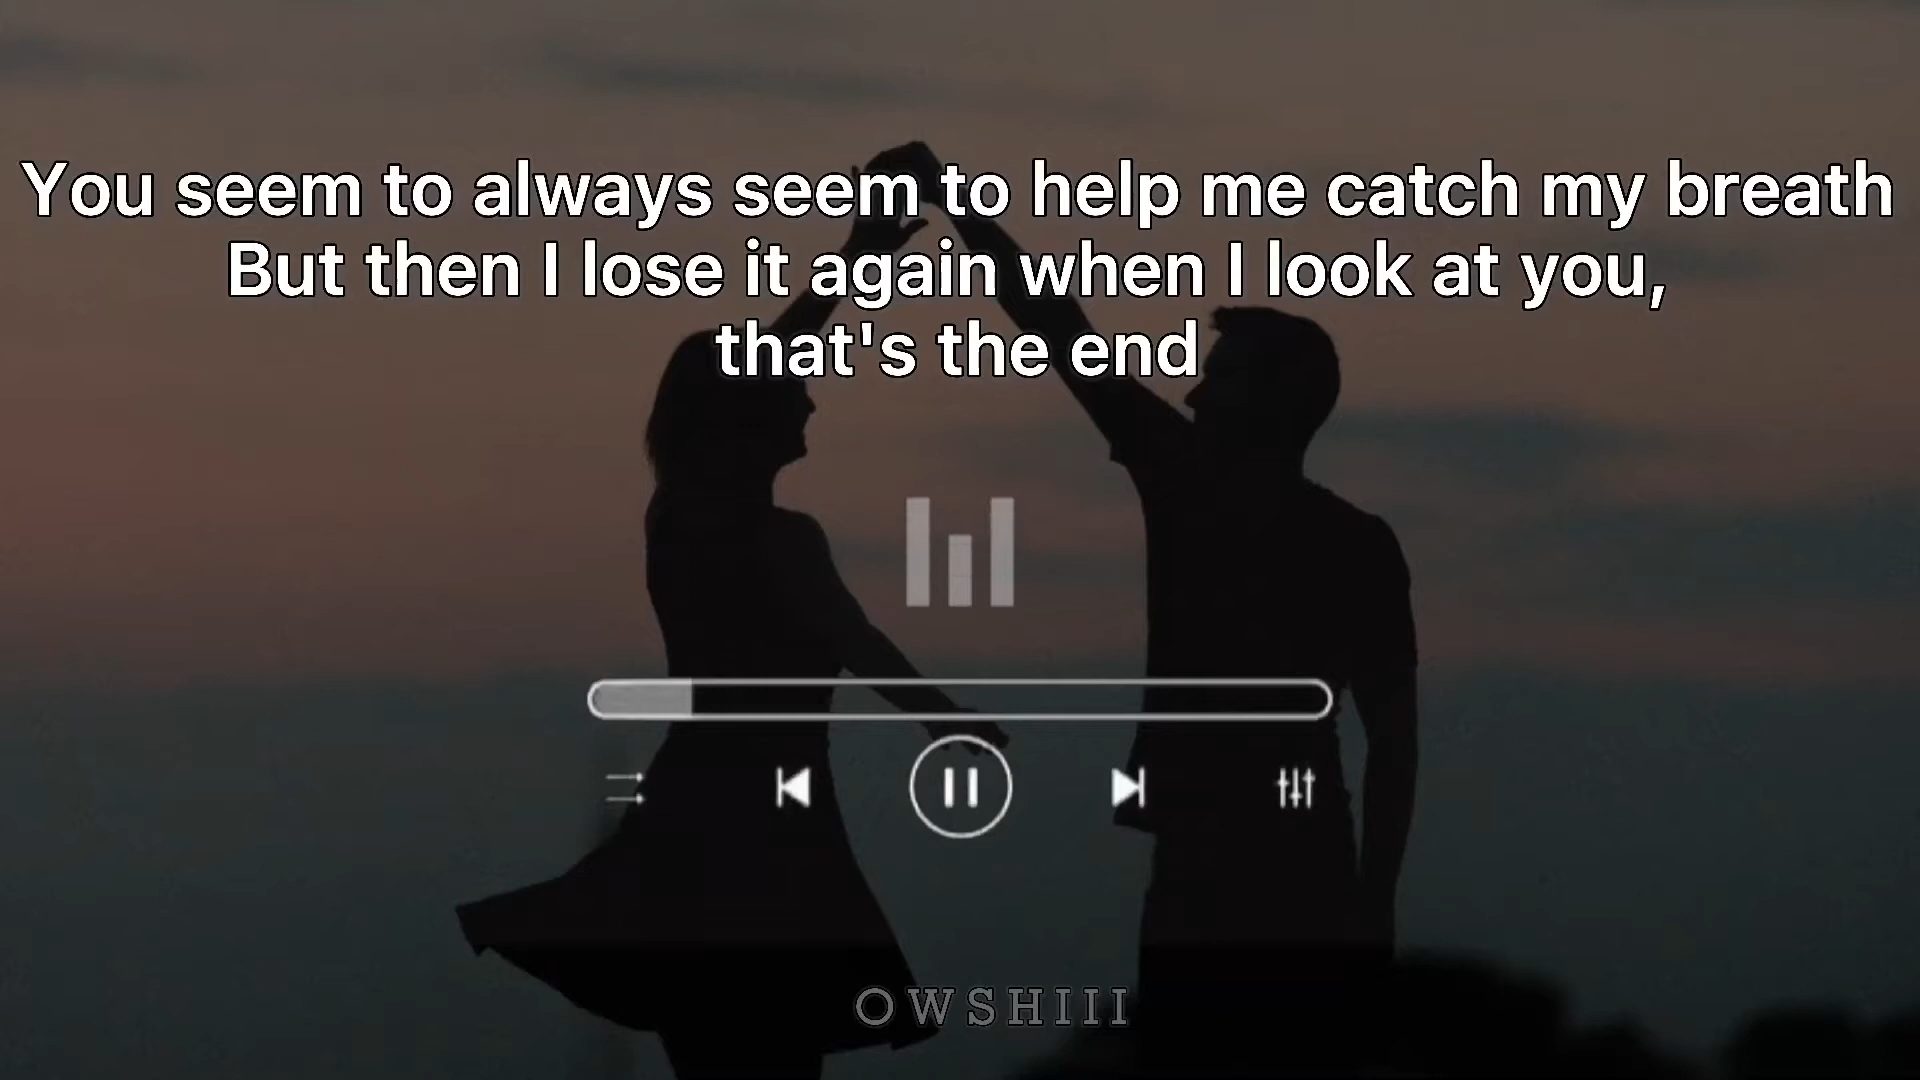 You seem to always seem to help me catch my breath
But then I lose it again when I look at you,
that's the end
OWSHIII